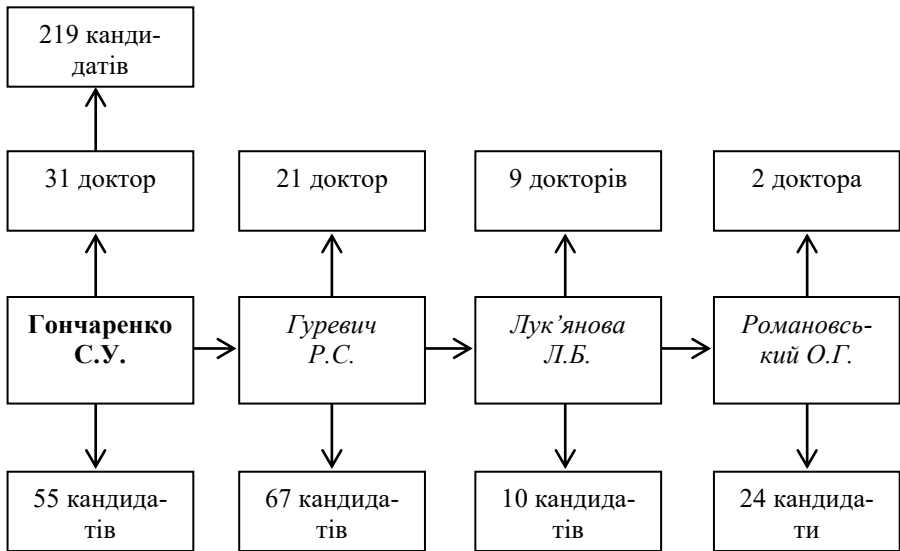 219 канди-
датів
31 доктор
21 доктор
9 докторів
2 доктора
Гончаренко
С.У.
Гуревич
Р.С.
Лук’янова
Л.Б.
Романовсь-
кий О.Г.
55 кандида-
тів
67 кандида-
тів
10 кандида-
тів
24 кандида-
ти